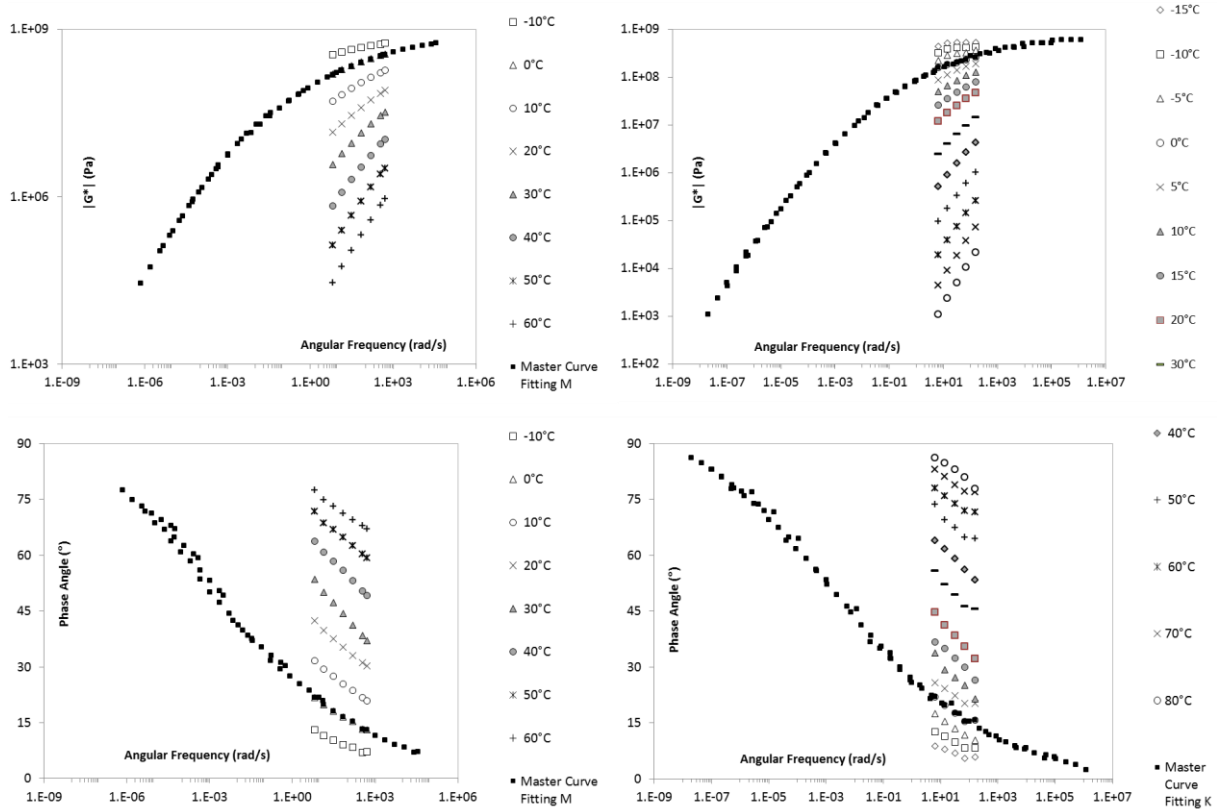 1.E+09
1.E+06
1.E+03
|G*| (Pa)
Angular Frequency (rad/s)
1.E-09 1.E-06 1.E-03 1.E+00 1.E+03 1.E+06
-10°C
0°C
10°C
20°C
30°C
40°C
50°C
60°C
Master Curve
Fitting M
1.E+09
1.E+08
1.E+07
1.E+06
1.E+05
1.E+04
1.E+03
1.E+02
|G*| (Pa)
Angular Frequency (rad/s)
1.E-09 1.E-07 1.E-05 1.E-03 1.E-01 1.E+01 1.E+03 1.E+05 1.E+07
-15°C
-10°C
-5°C
0°C
5°C
10°C
15°C
20°C
30°C
90
75
60
45
30
15
0
Phase Angle (°)
Angular Frequency (rad/s)
1.E-09 1.E-06 1.E-03 1.E+00 1.E+03 1.E+06
-10°C
0°C
10°C
20°C
30°C
40°C
50°C
60°C
Master Curve
Fitting M
90
75
60
45
30
15
0
Phase Angle (°)
Angular Frequency (rad/s)
1.E-09 1.E-07 1.E-05 1.E-03 1.E-01 1.E+01 1.E+03 1.E+05 1.E+07
40°C
50°C
60°C
70°C
80°C
Master
Curve
Fitting K